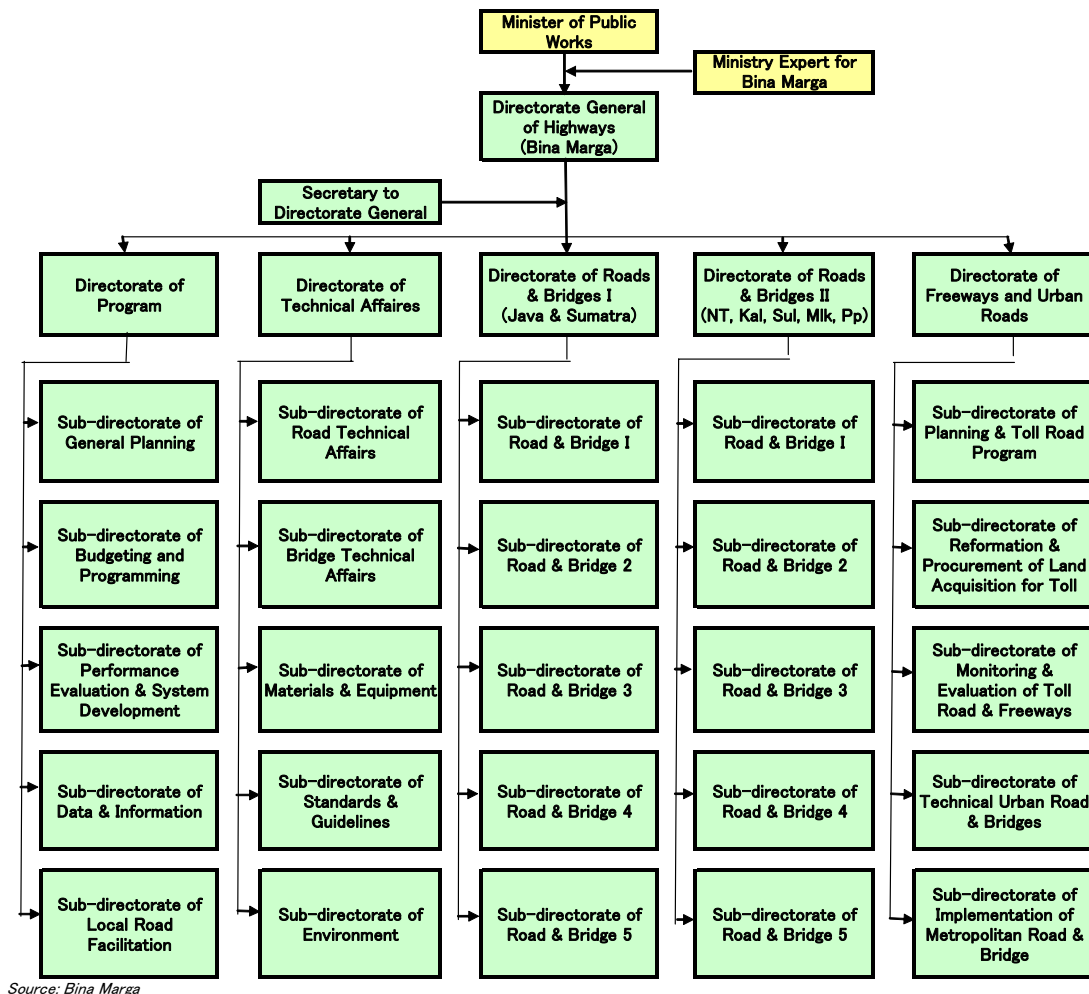 Minister of Public
Works
Ministry Expert for
Bina Marga
Directorate General
of Highways
(Bina Marga)
Secretary to
Directorate General
Directorate of
Program
Directorate of
Technical Affaires
Directorate of Roads
& Bridges I
(Java & Sumatra)
Directorate of Roads
& Bridges II
(NT, Kal, Sul, Mlk, Pp)
Directorate of
Freeways and Urban
Roads
Sub-directorate of
General Planning
Sub-directorate of
Road Technical
Affairs
Sub-directorate of
Road & Bridge I
Sub-directorate of
Road & Bridge I
Sub-directorate of
Planning & Toll Road
Program
Sub-directorate of
Budgeting and
Programming
Sub-directorate of
Bridge Technical
Affairs
Sub-directorate of
Road & Bridge 2
Sub-directorate of
Road & Bridge 2
Sub-directorate of
Reformation &
Procurement of Land
Acquisition for Toll
Sub-directorate of
Performance
Evaluation & System
Development
Sub-directorate of
Materials & Equipment
Sub-directorate of
Road & Bridge 3
Sub-directorate of
Road & Bridge 3
Sub-directorate of
Monitoring &
Evaluation of Toll
Road & Freeways
Sub-directorate of
Data & Information
Sub-directorate of
Standards &
Guidelines
Sub-directorate of
Road & Bridge 4
Sub-directorate of
Road & Bridge 4
Sub-directorate of
Technical Urban Road
& Bridges
Sub-directorate of
Local Road
Facilitation
Sub-directorate of
Environment
Sub-directorate of
Road & Bridge 5
Sub-directorate of
Road & Bridge 5
Sub-directorate of
Implementation of
Metropolitan Road &
Bridge
Source: Bina Marga